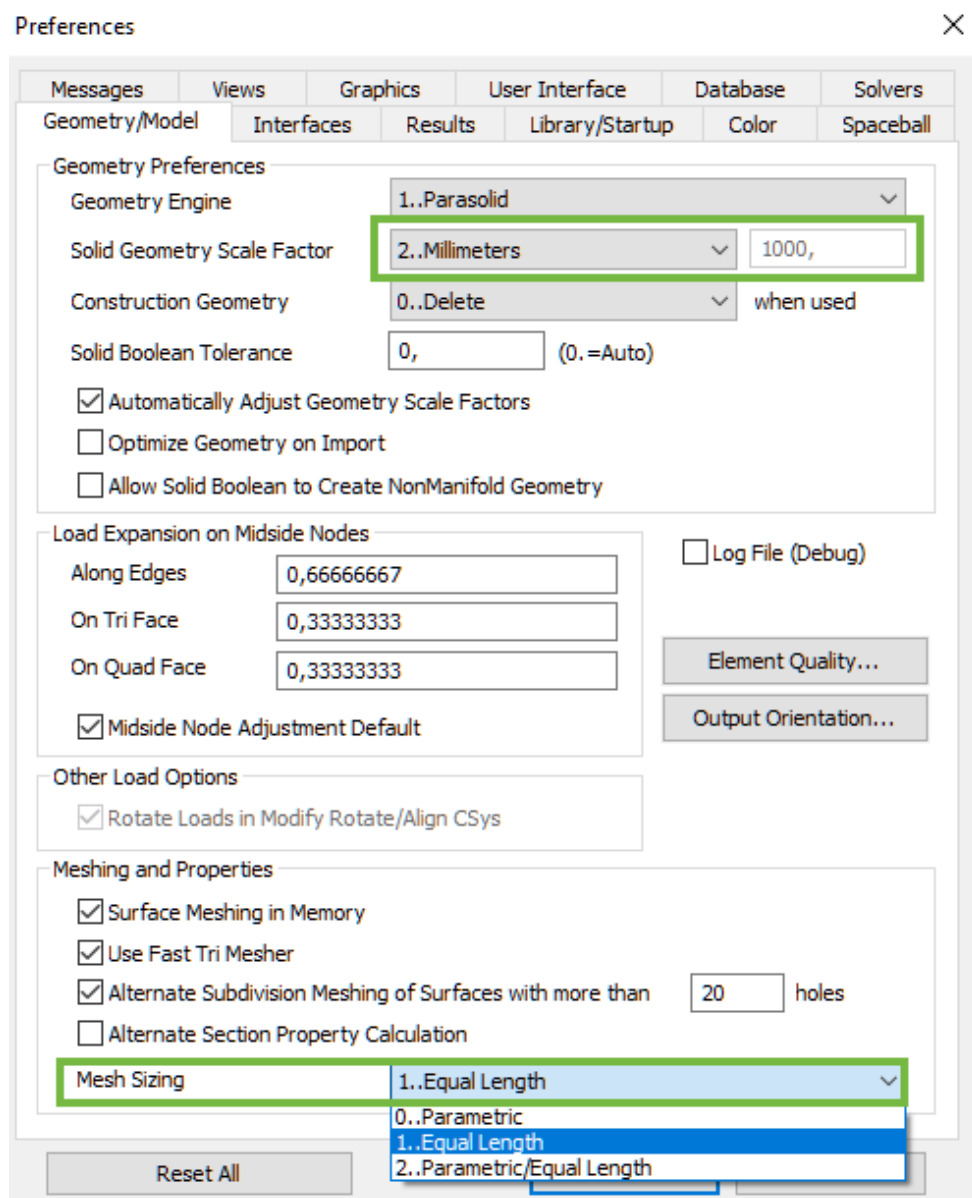 Preferences
Messages Views Graphics User Interface Database Solvers
Geometry/Model Interfaces Results Library/Startup Color Spaceball
Geometry Preferences
Geometry Engine 1..Parasolid
Solid Geometry Scale Factor 2..Millimeters 1000,
Construction Geometry 0..Delete when used
Solid Boolean Tolerance 0, (0.=Auto)
Automatically Adjust Geometry Scale Factors
Optimize Geometry on Import
Allow Solid Boolean to Create NonManifold Geometry
Load Expansion on Midside Nodes
Log File (Debug)
Along Edges 0,66666667
On Tri Face 0,33333333
On Quad Face 0,33333333
Element Quality...
Midside Node Adjustment Default
Output Orientation...
Other Load Options
Rotate Loads in Modify Rotate/Align CSys
Meshing and Properties
Surface Meshing in Memory
Use Fast Tri Mesher
Alternate Subdivision Meshing of Surfaces with more than 20 holes
Alternate Section Property Calculation
Mesh Sizing 1..Equal Length
0..Parametric
1..Equal Length
2..Parametric/Equal Length
Reset All